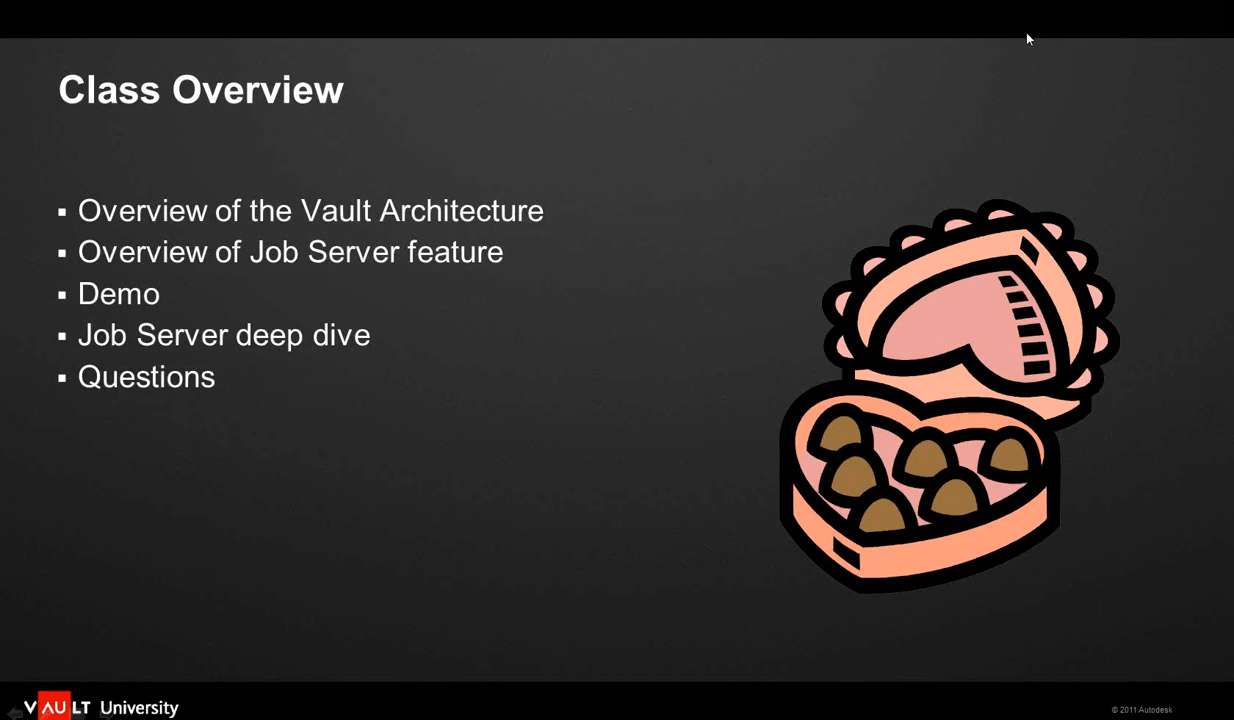 Class Overview
▪ Overview of the Vault Architecture
▪ Overview of Job Server feature
▪ Demo
▪ Job Server deep dive
▪ Questions
VAULT University
© 2011 Autodesk